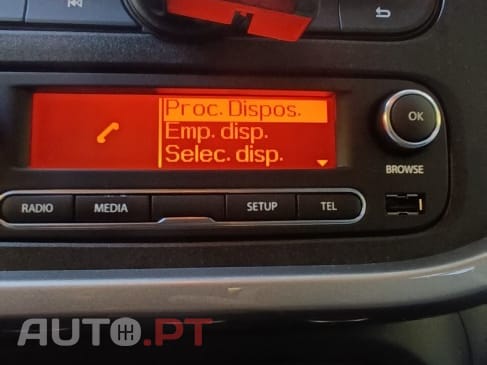 Proc. Dispos.
Emp. disp.
Selec. disp.
OK
BROWSE
RADIO
MEDIA
SETUP
TEL
AUTO.PT